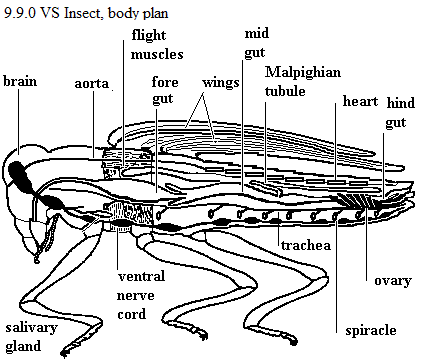 9.9.0 VS Insect, body plan
flight
muscles
mid
gut
brain
aorta
fore
gut
wings
Malpighian
tubule
heart
hind
gut
trachea
ventral
nerve
cord
ovary
salivary
gland
spiracle